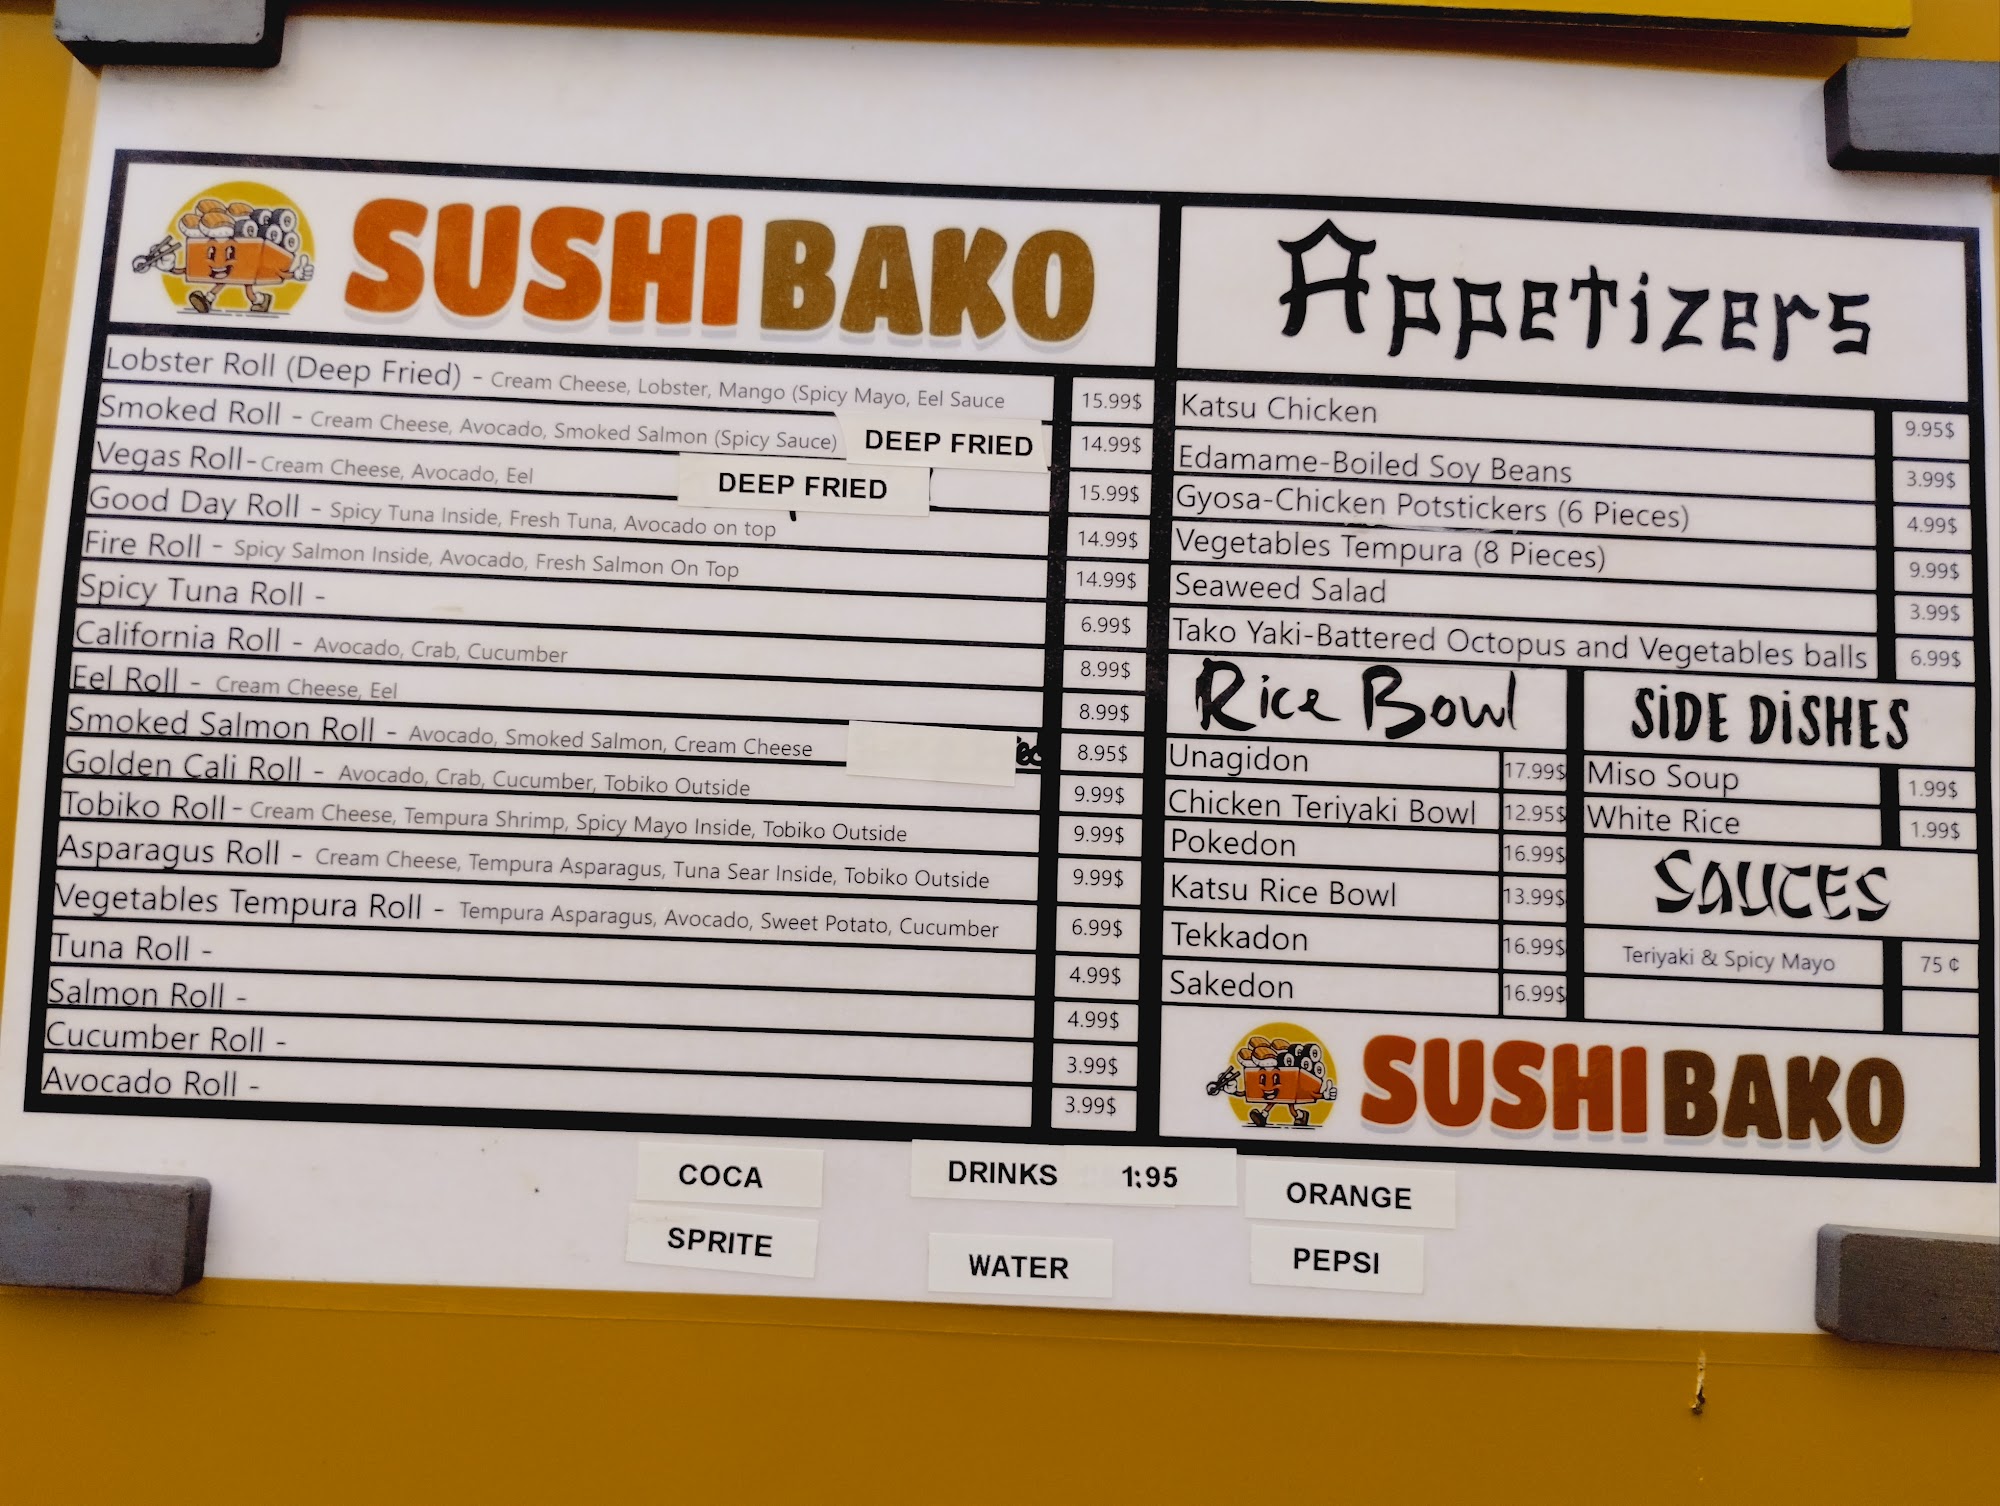 SUSHI BAKO
Lobster Roll (Deep Fried) - Cream Cheese, Lobster, Mango (Spicy Mayo, Eel Sauce 15.99$
Smoked Roll - Cream Cheese, Avocado, Smoked Salmon (Spicy Sauce) DEEP FRIED 14.99$
Vegas Roll-Cream Cheese, Avocado, Eel DEEP FRIED 15.99$
Good Day Roll - Spicy Tuna Inside, Fresh Tuna, Avocado on top 14.99$
Fire Roll - Spicy Salmon Inside, Avocado, Fresh Salmon On Top 14.99$
Spicy Tuna Roll - 6.99$
California Roll - Avocado, Crab, Cucumber 8.99$
Eel Roll - Cream Cheese, Eel 8.99$
Smoked Salmon Roll - Avocado, Smoked Salmon, Cream Cheese 8.95$
Golden Cali Roll - Avocado, Crab, Cucumber, Tobiko Outside 9.99$
Tobiko Roll - Cream Cheese, Tempura Shrimp, Spicy Mayo Inside, Tobiko Outside 9.99$
Asparagus Roll - Cream Cheese, Tempura Asparagus, Tuna Sear Inside, Tobiko Outside 9.99$
Vegetables Tempura Roll - Tempura Asparagus, Avocado, Sweet Potato, Cucumber 6.99$
Tuna Roll - 4.99$
Salmon Roll - 4.99$
Cucumber Roll - 3.99$
Avocado Roll - 3.99$
Appetizers
Katsu Chicken 9.95$
Edamame-Boiled Soy Beans 3.99$
Gyosa-Chicken Potstickers (6 Pieces) 4.99$
Vegetables Tempura (8 Pieces) 9.99$
Seaweed Salad 3.99$
Tako Yaki-Battered Octopus and Vegetables balls 6.99$
Rice Bowl
Unagidon 17.99$
Chicken Teriyaki Bowl 12.95$
Pokedon 16.99$
Katsu Rice Bowl 13.99$
Tekkadon 16.99$
Sakedon 16.99$
SIDE DISHES
Miso Soup 1.99$
White Rice 1.99$
SAUCES
Teriyaki & Spicy Mayo 75 ¢
SUSHI BAKO
COCA DRINKS 1:95 ORANGE
SPRITE WATER PEPSI